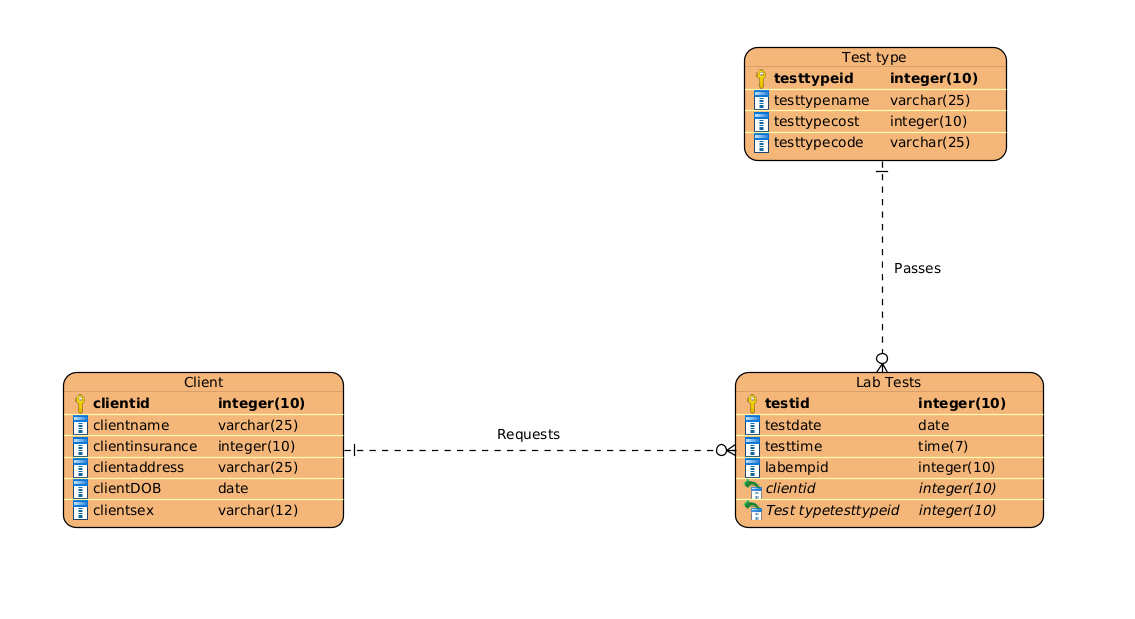 Test type
testtypeid integer(10)
testtypename varchar(25)
testtypecost integer(10)
testtypecode varchar(25)
Passes
Client
clientid integer(10)
clientname varchar(25)
clientinsurance integer(10)
clientaddress varchar(25)
clientDOB date
clientsex varchar(12)
Requests
Lab Tests
testid integer(10)
testdate date
testtime time(7)
labempid integer(10)
clientid integer(10)
Test typetesttypeid integer(10)